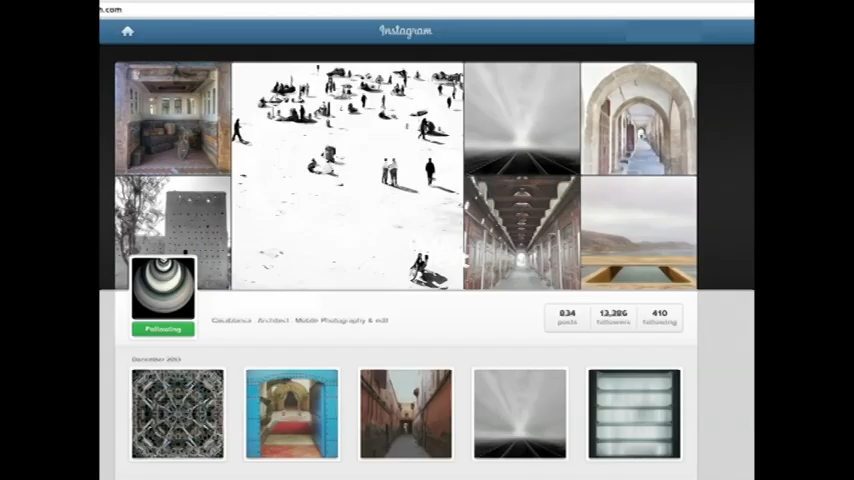 h.com
Instagram
Following
Casablanca . Architect . Mobile Photography & edit
834
posts
13,286
followers
410
following
December 2013